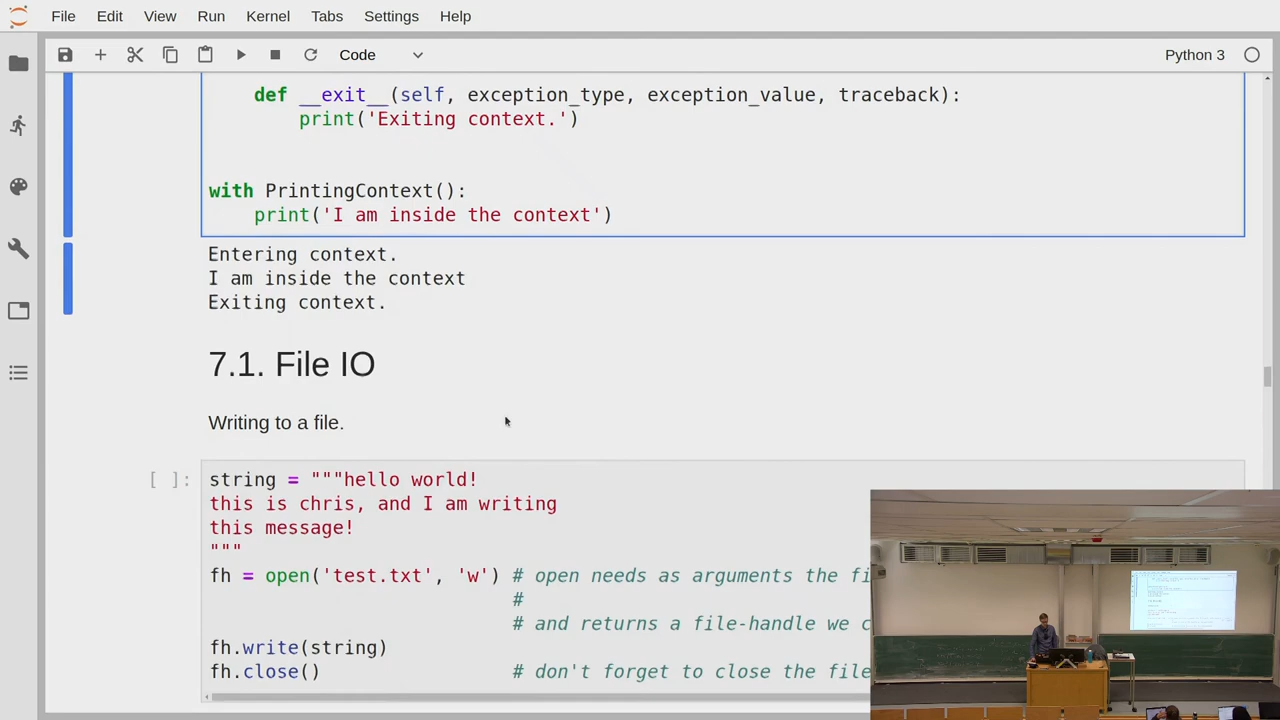 File Edit View Run Kernel Tabs Settings Help
Code
Python 3
def __exit__(self, exception_type, exception_value, traceback):
print('Exiting context.')
with PrintingContext():
print('I am inside the context')
Entering context.
I am inside the context
Exiting context.
7.1. File IO
Writing to a file.
[ ]:
string = """hello world!
this is chris, and I am writing
this message!
"""
fh = open('test.txt', 'w') # open needs as arguments the
#
# and returns a file-handle we
fh.write(string)
fh.close() # don't forget to close the file